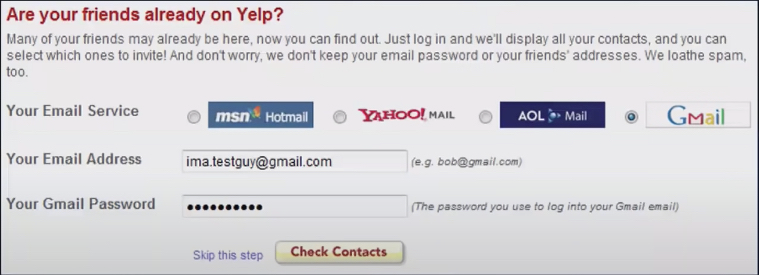 Are your friends already on Yelp?
Many of your friends may already be here, now you can find out. Just log in and we'll display all your contacts, and you can
select which ones to invite! And don't worry, we don't keep your email password or your friends' addresses. We loathe spam,
too.
Your Email Service msn Hotmail YAHOO! MAIL AOL Mail Gmail
Your Email Address ima.testguy@gmail.com (e.g. bob@gmail.com)
Your Gmail Password •••••••••• (The password you use to log into your Gmail email)
Skip this step Check Contacts